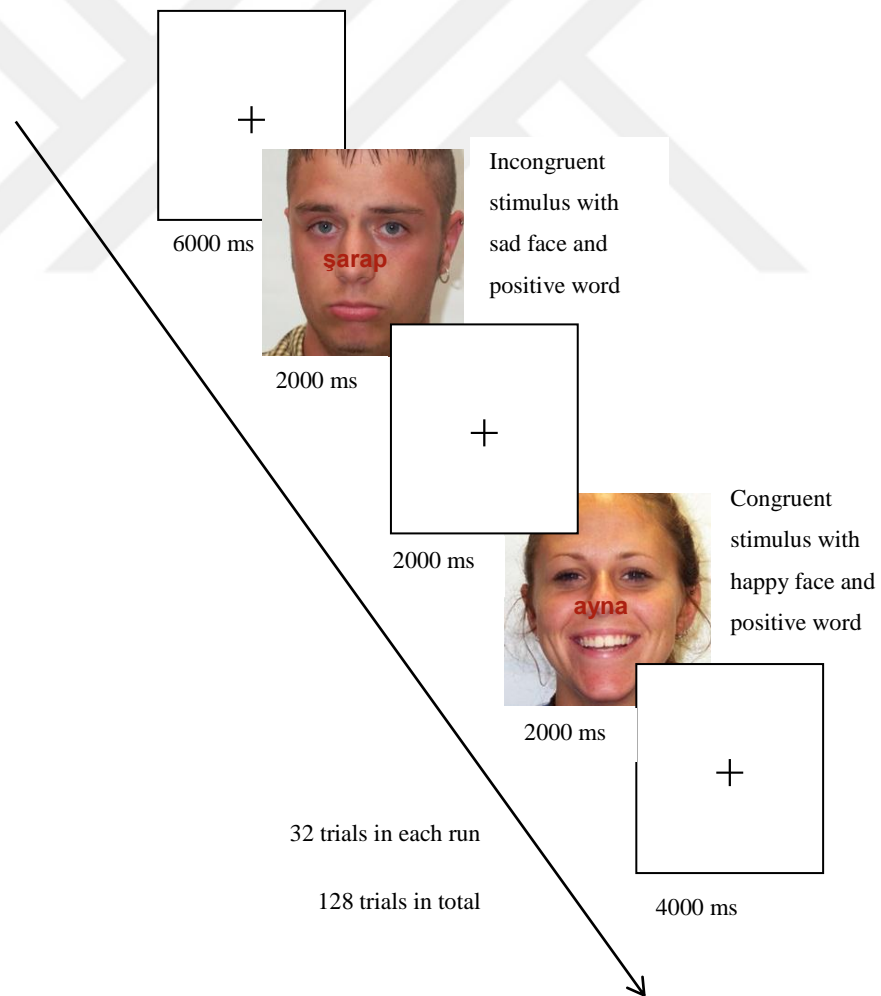 Incongruent
stimulus with
sad face and
positive word
6000 ms
şarap
2000 ms
Congruent
stimulus with
happy face and
positive word
2000 ms
ayna
2000 ms
32 trials in each run
128 trials in total
4000 ms